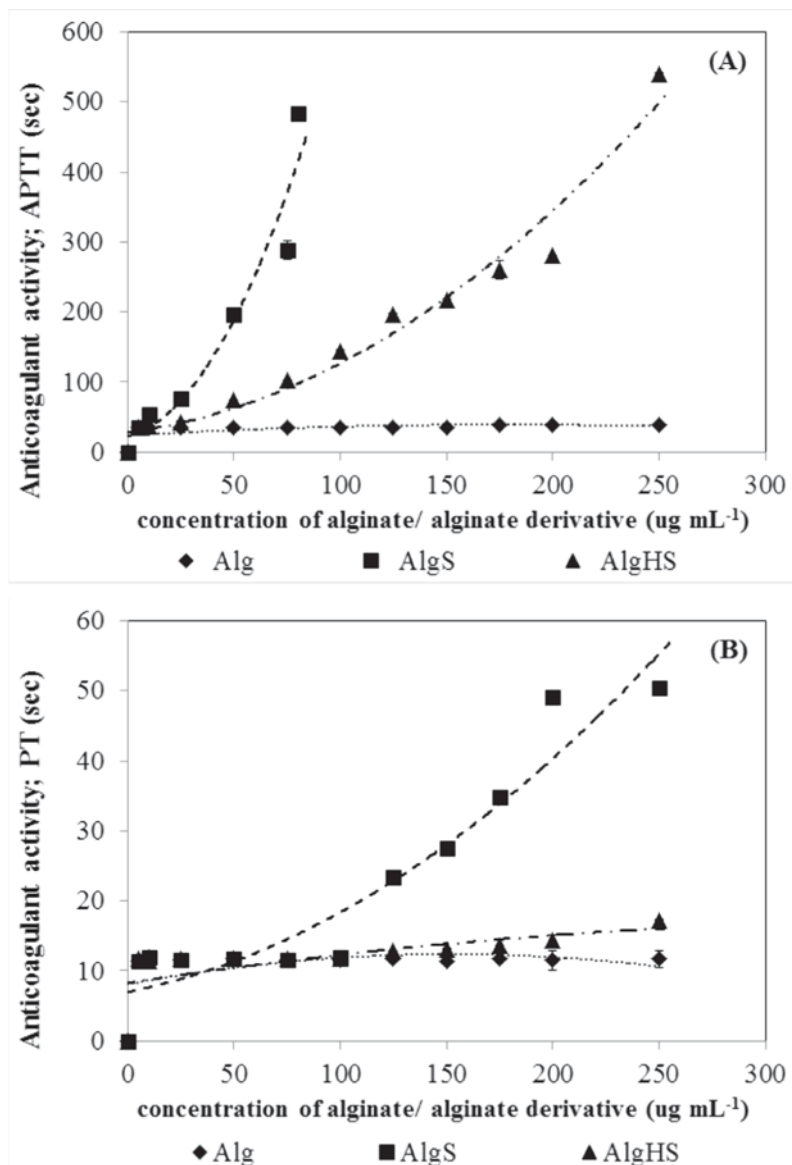 (A)
Anticoagulant activity; APTT (sec)
600
500
400
300
200
100
0
0 50 100 150 200 250 300
concentration of alginate/ alginate derivative (ug mL⁻¹)
Alg AlgS AlgHS
(B)
Anticoagulant activity; PT (sec)
60
50
40
30
20
10
0
0 50 100 150 200 250 300
concentration of alginate/ alginate derivative (ug mL⁻¹)
Alg AlgS AlgHS